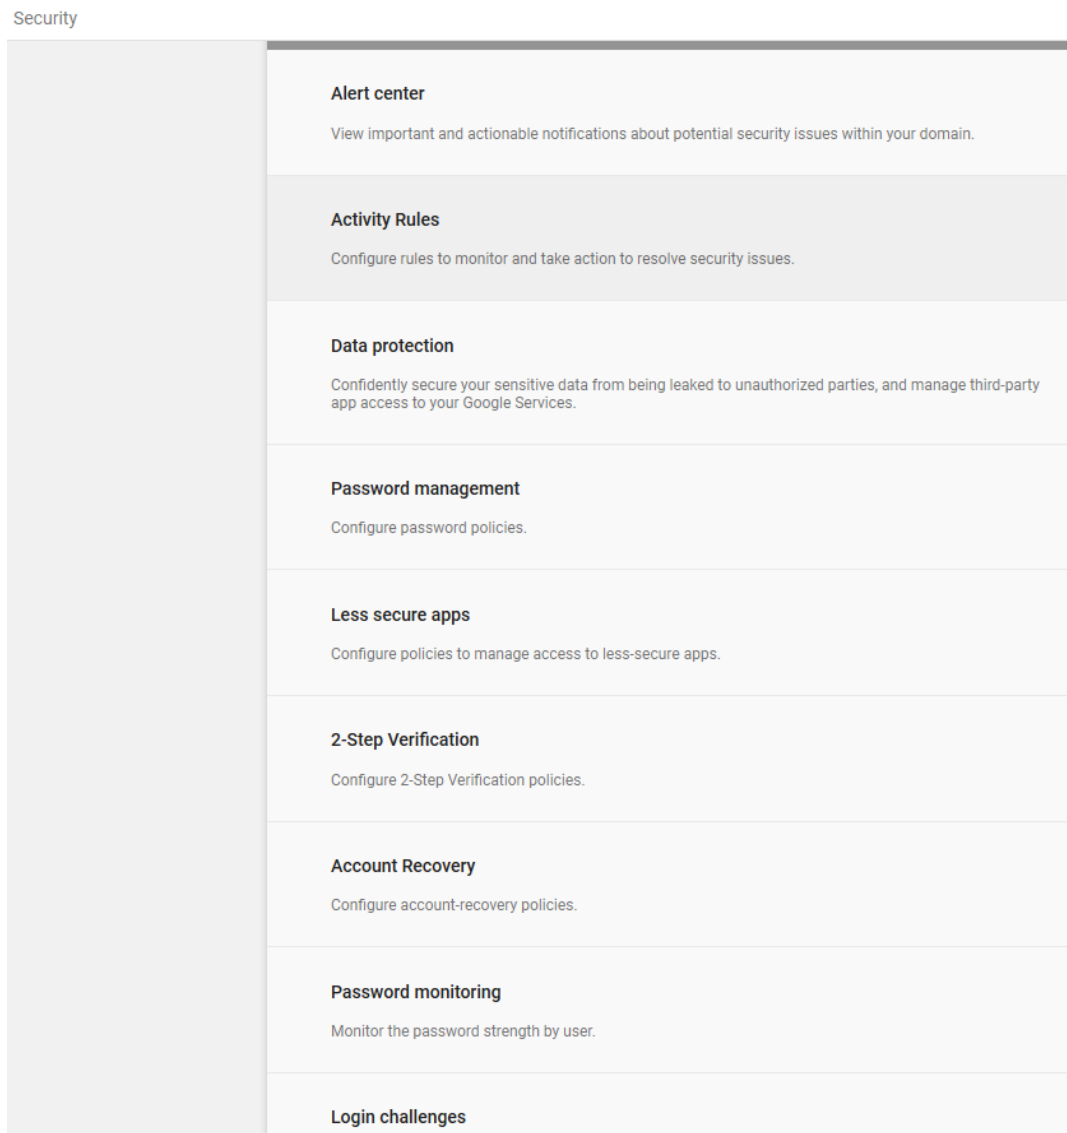 Security
Alert center
View important and actionable notifications about potential security issues within your domain.
Activity Rules
Configure rules to monitor and take action to resolve security issues.
Data protection
Confidently secure your sensitive data from being leaked to unauthorized parties, and manage third-party
app access to your Google Services.
Password management
Configure password policies.
Less secure apps
Configure policies to manage access to less-secure apps.
2-Step Verification
Configure 2-Step Verification policies.
Account Recovery
Configure account-recovery policies.
Password monitoring
Monitor the password strength by user.
Login challenges